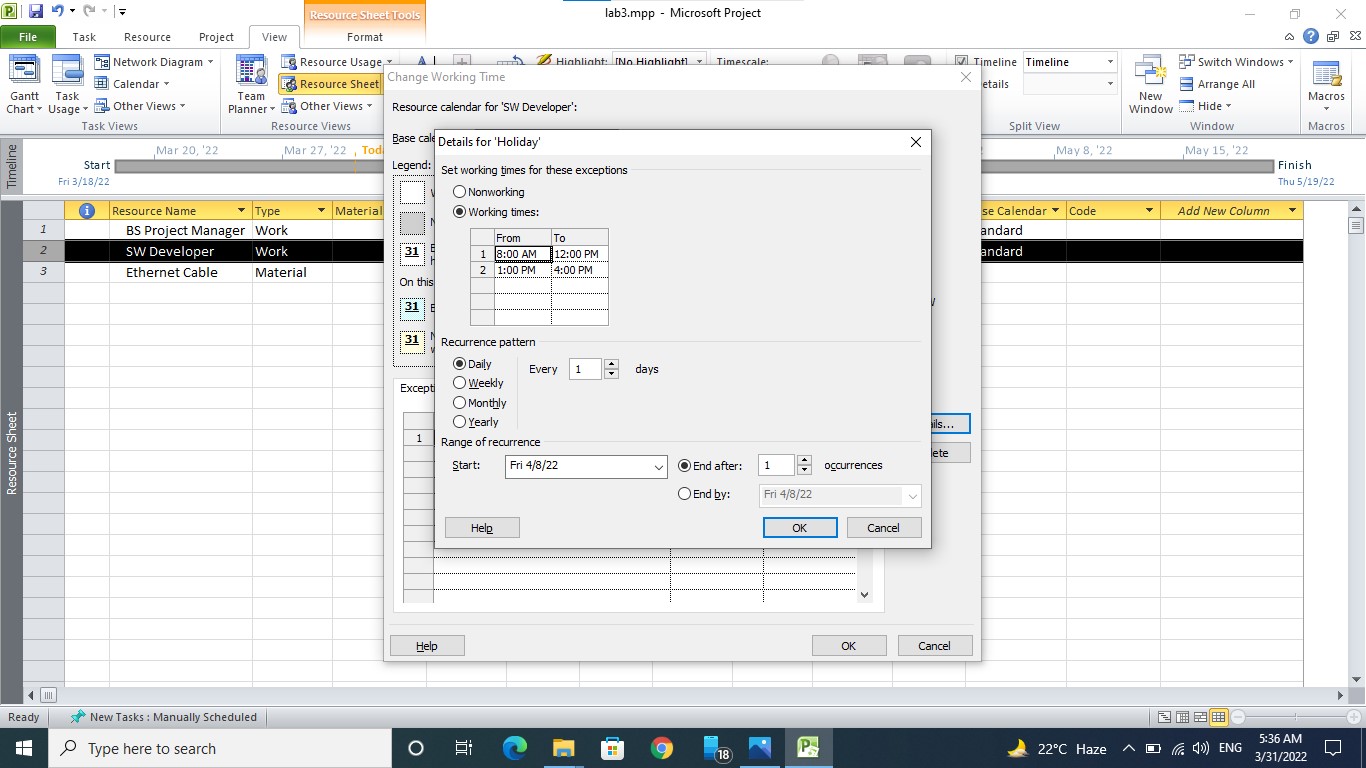 Resource Sheet Tools
lab3.mpp - Microsoft Project
File Task Resource Project View Format
Network Diagram
Calendar
Other Views
Gantt Chart
Task Usage
Task Views
Team Planner
Resource Usage
Resource Sheet
Other Views
Resource Views
Highlight: [No Highlight]
Timescale:
Timeline Timeline
etails
Split View
New Window
Switch Windows
Arrange All
Hide
Window
Macros
Macros
Timeline
Mar 20, '22 Mar 27, '22 Tod May 8, '22 May 15, '22
Start
Fri 3/18/22
Finish
Thu 5/19/22
Resource Name Type Material se Calendar Code Add New Column
1 BS Project Manager Work andard
2 SW Developer Work andard
3 Ethernet Cable Material
Resource Sheet
Change Working Time
Resource calendar for 'SW Developer':
Base cale
Legend:
31
On this
31
31
Excepti
1
ils...
ete
Help OK Cancel
Details for 'Holiday'
Set working times for these exceptions
Nonworking
Working times:
From To
1 8:00 AM 12:00 PM
2 1:00 PM 4:00 PM
Recurrence pattern
Daily Every 1 days
Weekly
Monthly
Yearly
Range of recurrence
Start: Fri 4/8/22 End after: 1 occurrences
End by: Fri 4/8/22
Help OK Cancel
Ready New Tasks : Manually Scheduled
Type here to search
18
22°C Haze ENG
5:36 AM
3/31/2022